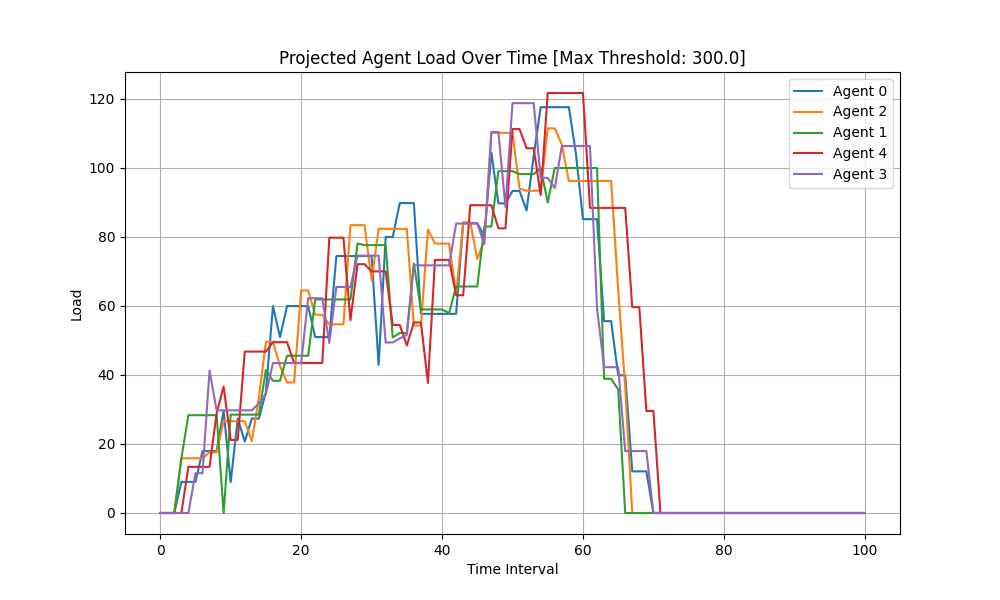 Projected Agent Load Over Time [Max Threshold: 300.0]
Load
120
100
80
60
40
20
0
Agent 0
Agent 2
Agent 1
Agent 4
Agent 3
0 20 40 60 80 100
Time Interval